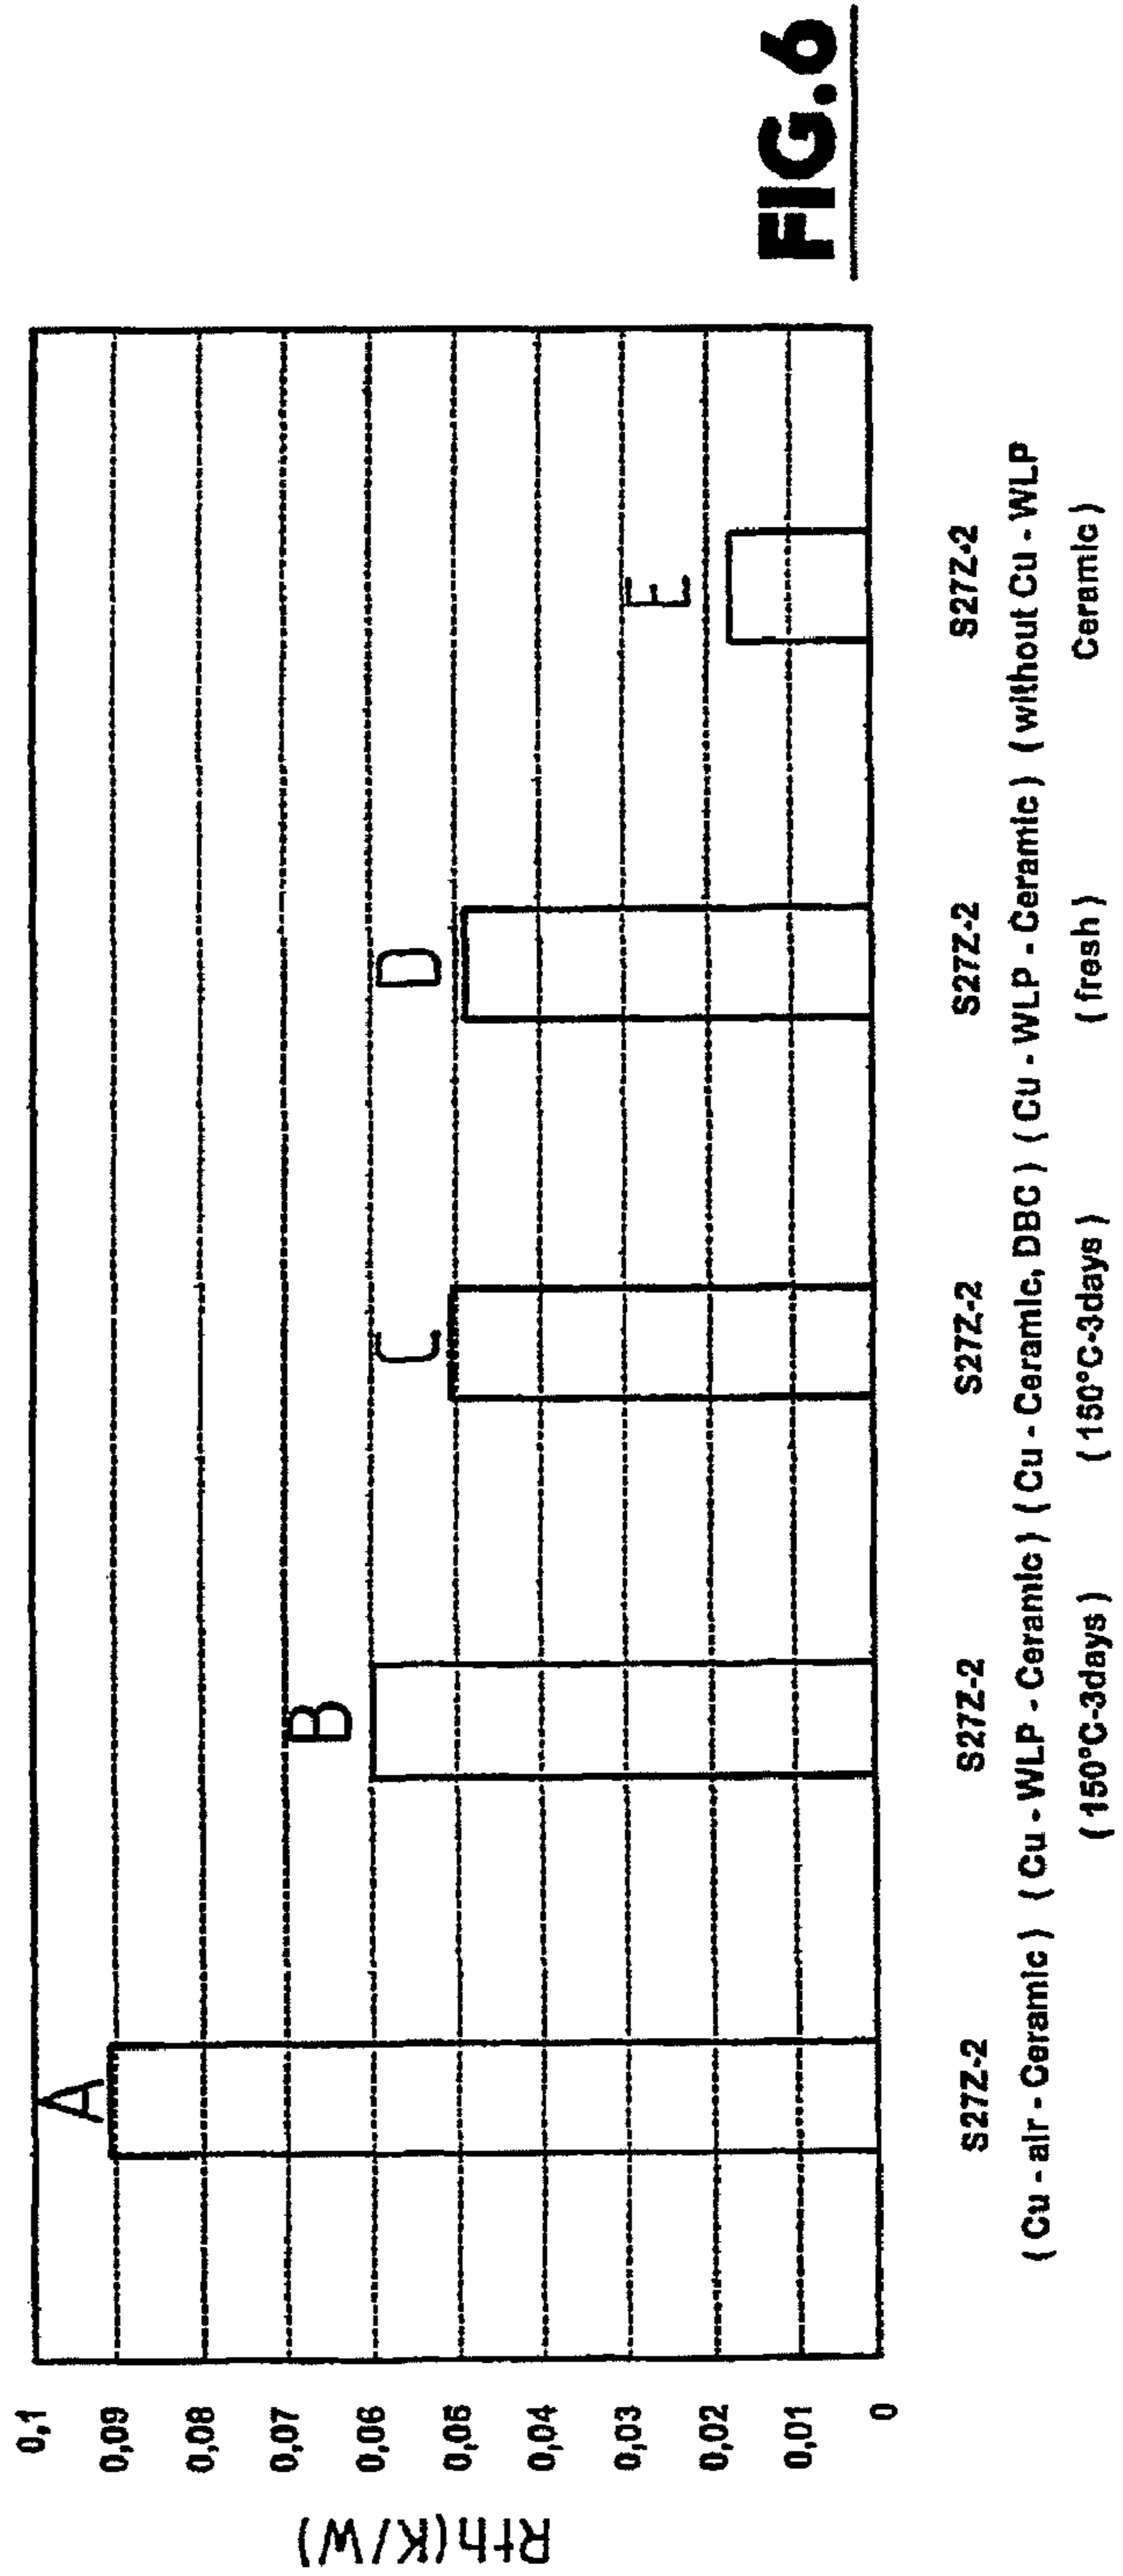 Rth(K/W)
0,1
0,09
0,08
0,07
0,06
0,05
0,04
0,03
0,02
0,01
0
A
B
C
D
E
S27Z-2 S27Z-2 S27Z-2 S27Z-2 S27Z-2
( Cu - air - Ceramic ) ( Cu - WLP - Ceramic ) ( Cu - Ceramic, DBC ) ( Cu - WLP - Ceramic ) ( without Cu - WLP
( 150°C-3days ) ( 150°C-3days ) ( fresh ) Ceramic )
FIG.6